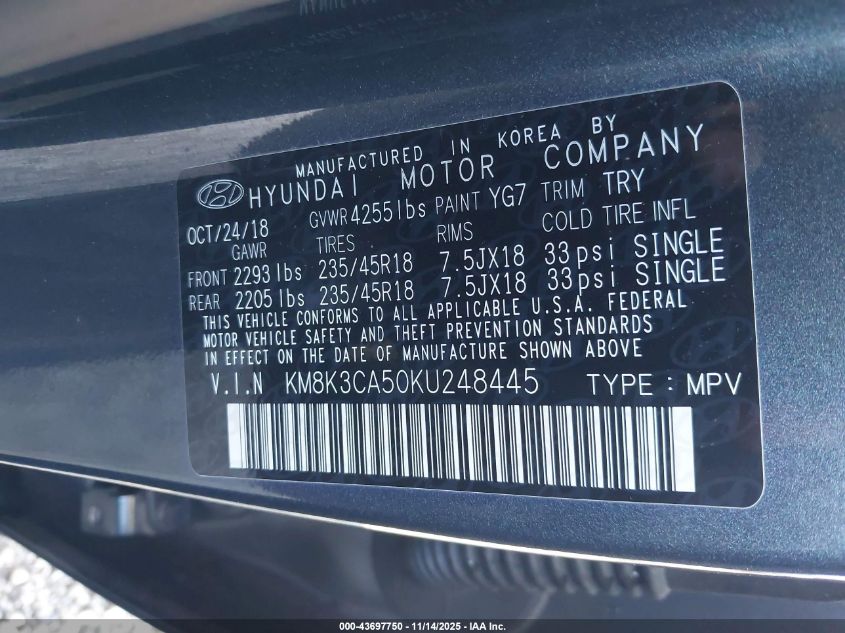 MANUFACTURED IN KOREA BY
HYUNDAI MOTOR COMPANY
OCT/24/18 GVWR 4255lbs PAINT YG7 TRIM TRY
GAWR TIRES RIMS COLD TIRE INFL
FRONT 2293lbs 235/45R18 7.5JX18 33psi SINGLE
REAR 2205lbs 235/45R18 7.5JX18 33psi SINGLE
THIS VEHICLE CONFORMS TO ALL APPLICABLE U.S.A. FEDERAL
MOTOR VEHICLE SAFETY AND THEFT PREVENTION STANDARDS
IN EFFECT ON THE DATE OF MANUFACTURE SHOWN ABOVE
V.I.N KM8K3CA50KU248445 TYPE : MPV
000-43697750 - 11/14/2025 - IAA Inc.